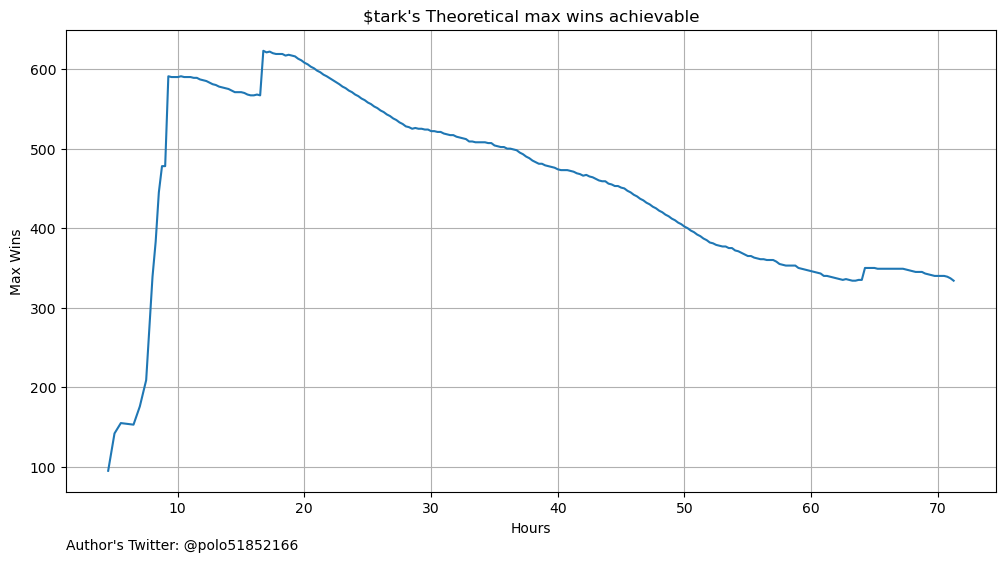 $tark's Theoretical max wins achievable
600
500
400
300
200
100
Max Wins
10 20 30 40 50 60 70
Hours
Author's Twitter: @polo51852166